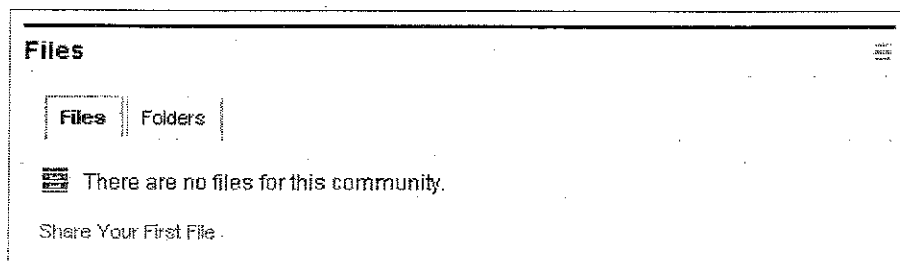 Files
Files Folders
There are no files for this community.
Share Your First File